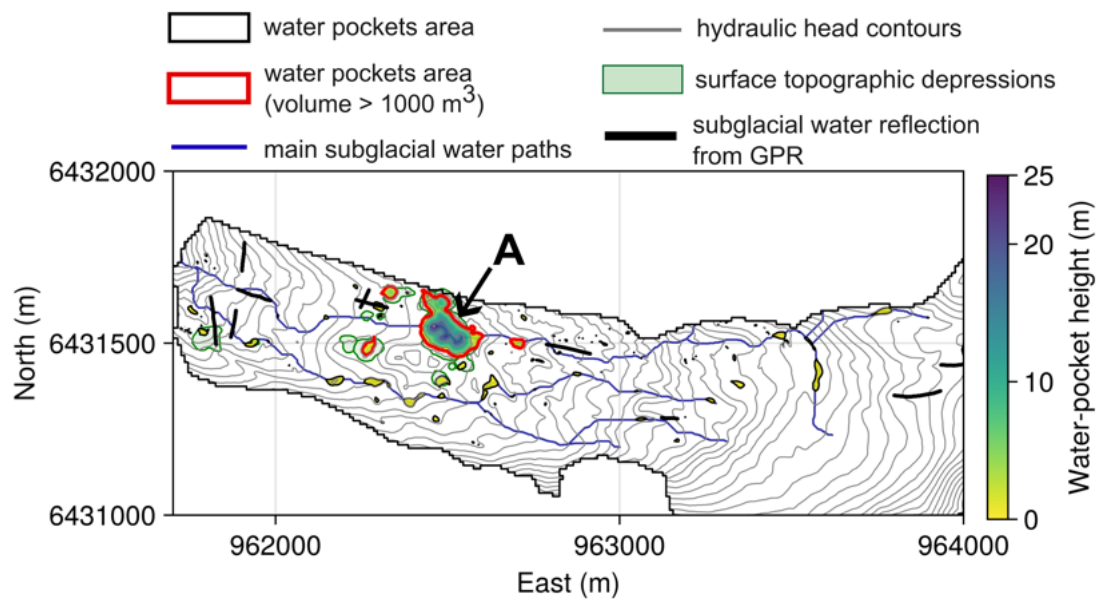 water pockets area
water pockets area
(volume > 1000 m³)
main subglacial water paths
hydraulic head contours
surface topographic depressions
subglacial water reflection
from GPR
6432000
6431500
6431000
North (m)
A
962000
963000
964000
East (m)
25
20
10
0
Water-pocket height (m)